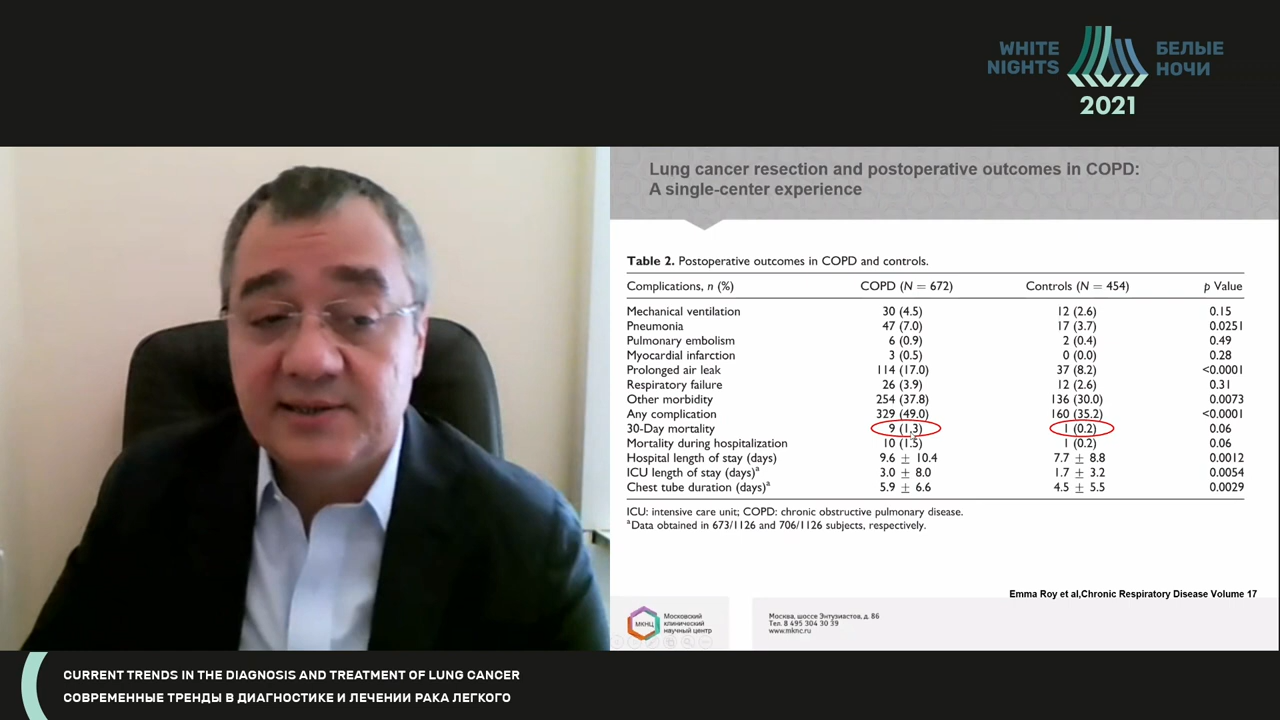 WHITE NIGHTS
БЕЛЫЕ НОЧИ
2021
Lung cancer resection and postoperative outcomes in COPD:
A single-center experience
Table 2. Postoperative outcomes in COPD and controls.
Complications, n (%) COPD (N = 672) Controls (N = 454) p Value
Mechanical ventilation 30 (4.5) 12 (2.6) 0.15
Pneumonia 47 (7.0) 17 (3.7) 0.0251
Pulmonary embolism 6 (0.9) 2 (0.4) 0.49
Myocardial infarction 3 (0.5) 0 (0.0) 0.28
Prolonged air leak 114 (17.0) 37 (8.2) <0.0001
Respiratory failure 26 (3.9) 12 (2.6) 0.31
Other morbidity 254 (37.8) 136 (30.0) 0.0073
Any complication 329 (49.0) 160 (35.2) <0.0001
30-Day mortality 9 (1.3) 1 (0.2) 0.06
Mortality during hospitalization 10 (1.5) 1 (0.2) 0.06
Hospital length of stay (days) 9.6 ± 10.4 7.7 ± 8.8 0.0012
ICU length of stay (days)ᵃ 3.0 ± 8.0 1.7 ± 3.2 0.0054
Chest tube duration (days)ᵃ 5.9 ± 6.6 4.5 ± 5.5 0.0029
ICU: intensive care unit; COPD: chronic obstructive pulmonary disease.
ᵃData obtained in 673/1126 and 706/1126 subjects, respectively.
Emma Roy et al,Chronic Respiratory Disease Volume 17
МКНЦ
Московский
клинический
научный центр
Москва, шоссе Энтузиастов, д. 86
Тел. 8 495 304 30 39
www.mknc.ru
CURRENT TRENDS IN THE DIAGNOSIS AND TREATMENT OF LUNG CANCER
СОВРЕМЕННЫЕ ТРЕНДЫ В ДИАГНОСТИКЕ И ЛЕЧЕНИИ РАКА ЛЕГКОГО